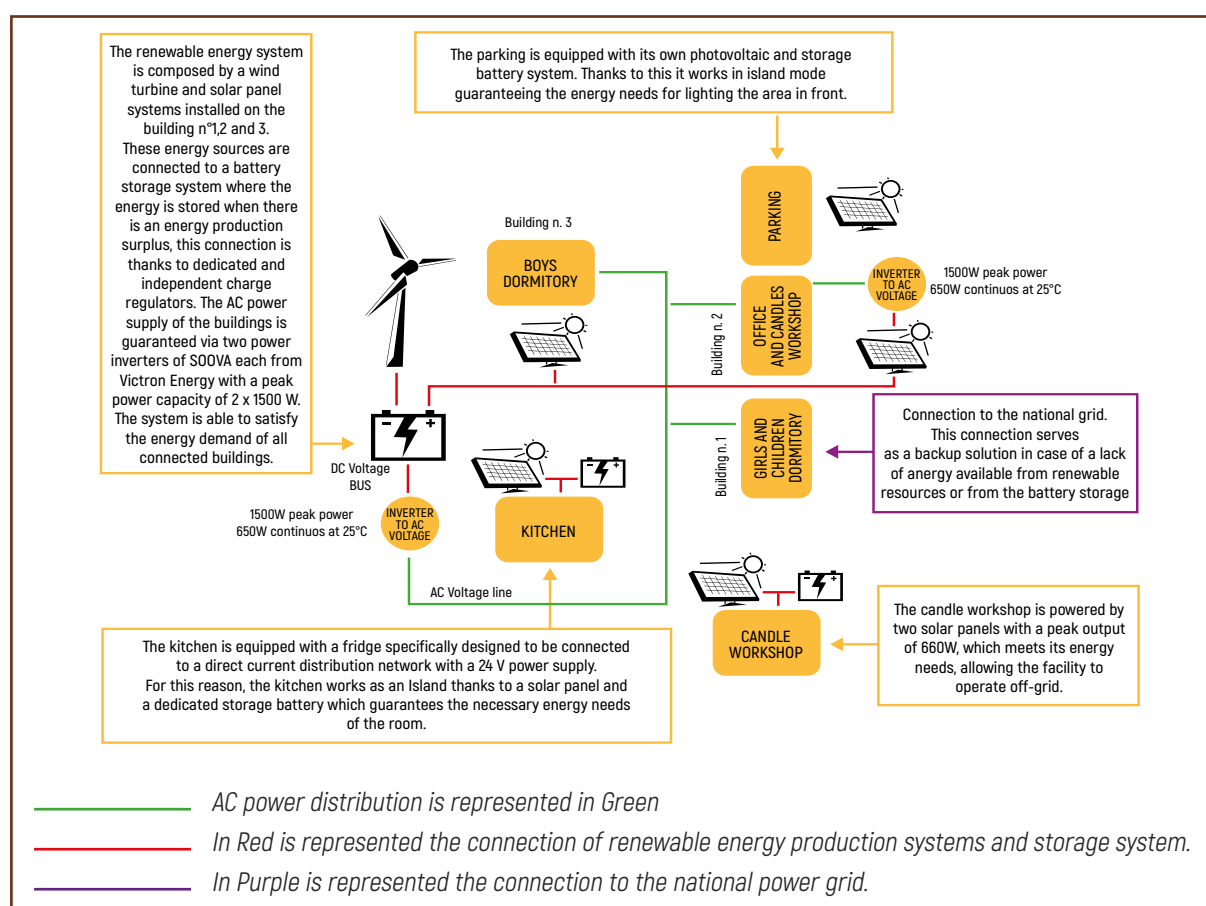 The renewable energy system
is composed by a wind
turbine and solar panel
systems installed on the
building n°1,2 and 3.
These energy sources are
connected to a battery
storage system where the
energy is stored when there
is an energy production
surplus, this connection is
thanks to dedicated and
independent charge
regulators. The AC power
supply of the buildings is
guaranteed via two power
inverters of SOOVA each from
Victron Energy with a peak
power capacity of 2 x 1500 W.
The system is able to satisfy
the energy demand of all
connected buildings.
The parking is equipped with its own photovoltaic and storage
battery system. Thanks to this it works in island mode
guaranteeing the energy needs for lighting the area in front.
PARKING
Building n. 3
BOYS
DORMITORY
Building n. 2
OFFICE
AND CANDLES
WORKSHOP
INVERTER
TO AC
VOLTAGE
1500W peak power
650W continuos at 25°C
Building n. 1
GIRLS AND
CHILDREN
DORMITORY
Connection to the national grid.
This connection serves
as a backup solution in case of a lack
of anergy available from renewable
resources or from the battery storage
- +
DC Voltage
BUS
1500W peak power
650W continuos at 25°C
INVERTER
TO AC
VOLTAGE
- +
KITCHEN
AC Voltage line
- +
CANDLE
WORKSHOP
The candle workshop is powered by
two solar panels with a peak output
of 660W, which meets its energy
needs, allowing the facility to
operate off-grid.
The kitchen is equipped with a fridge specifically designed to be connected
to a direct current distribution network with a 24 V power supply.
For this reason, the kitchen works as an Island thanks to a solar panel and
a dedicated storage battery which guarantees the necessary energy needs
of the room.
AC power distribution is represented in Green
In Red is represented the connection of renewable energy production systems and storage system.
In Purple is represented the connection to the national power grid.